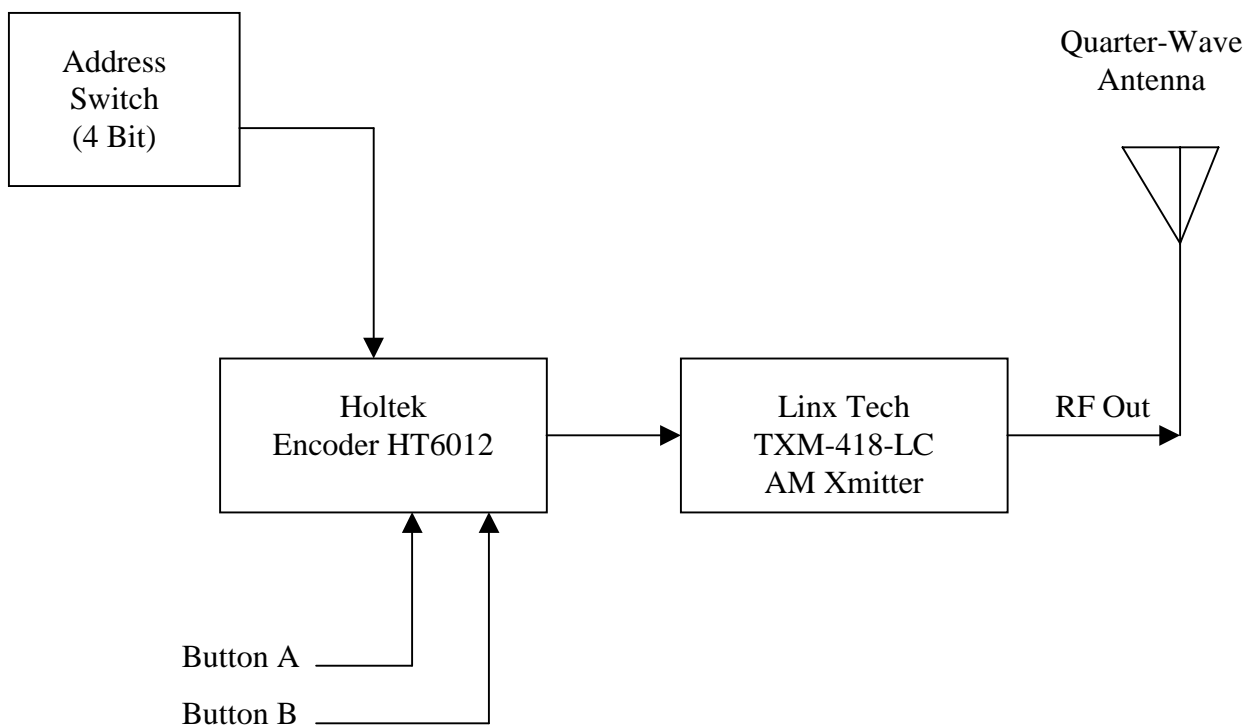 Address
Switch
(4 Bit)
Quarter-Wave
Antenna
Holtek
Encoder HT6012
Linx Tech
TXM-418-LC
AM Xmitter
RF Out
Button A
Button B